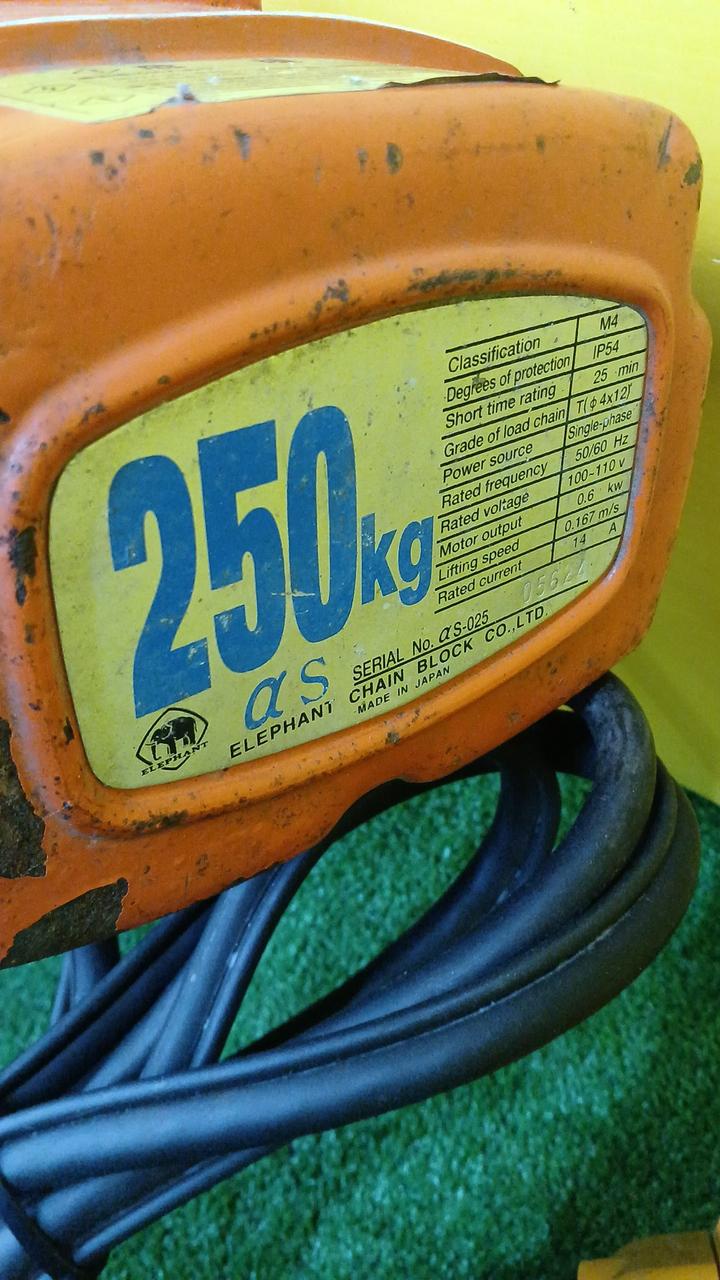 250kg
αS
ELEPHANT
Classification M4
Degrees of protection IP54
Short time rating 25 min
Grade of load chain T(ϕ4x12)
Power source Single-phase
Rated frequency 50/60 Hz
Rated voltage 100-110 v
Motor output 0.6 kw
Lifting speed 0.167 m/s
Rated current 14 A
SERIAL No. αS-025
ELEPHANT CHAIN BLOCK CO.,LTD.
MADE IN JAPAN